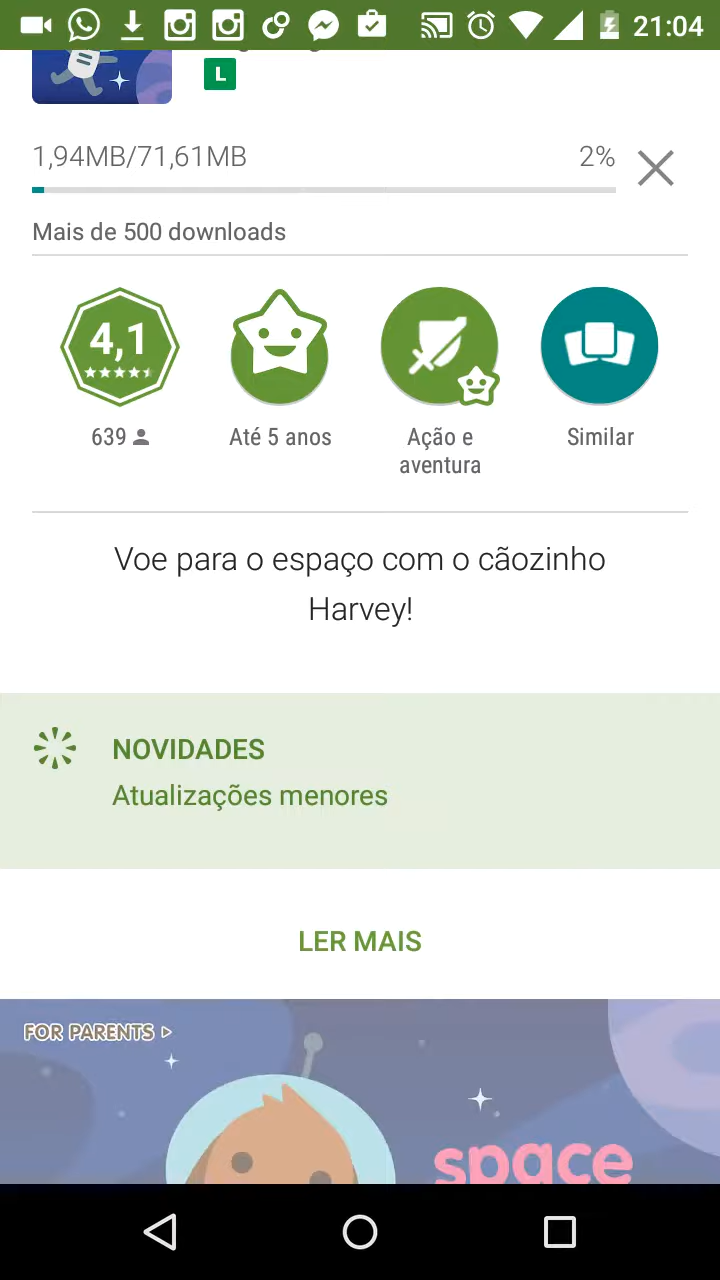 21:04
L
1,94MB/71,61MB 2%
Mais de 500 downloads
4,1
639 Até 5 anos Ação e aventura Similar
Voe para o espaço com o cãozinho
Harvey!
NOVIDADES
Atualizações menores
LER MAIS
FOR PARENTS
space